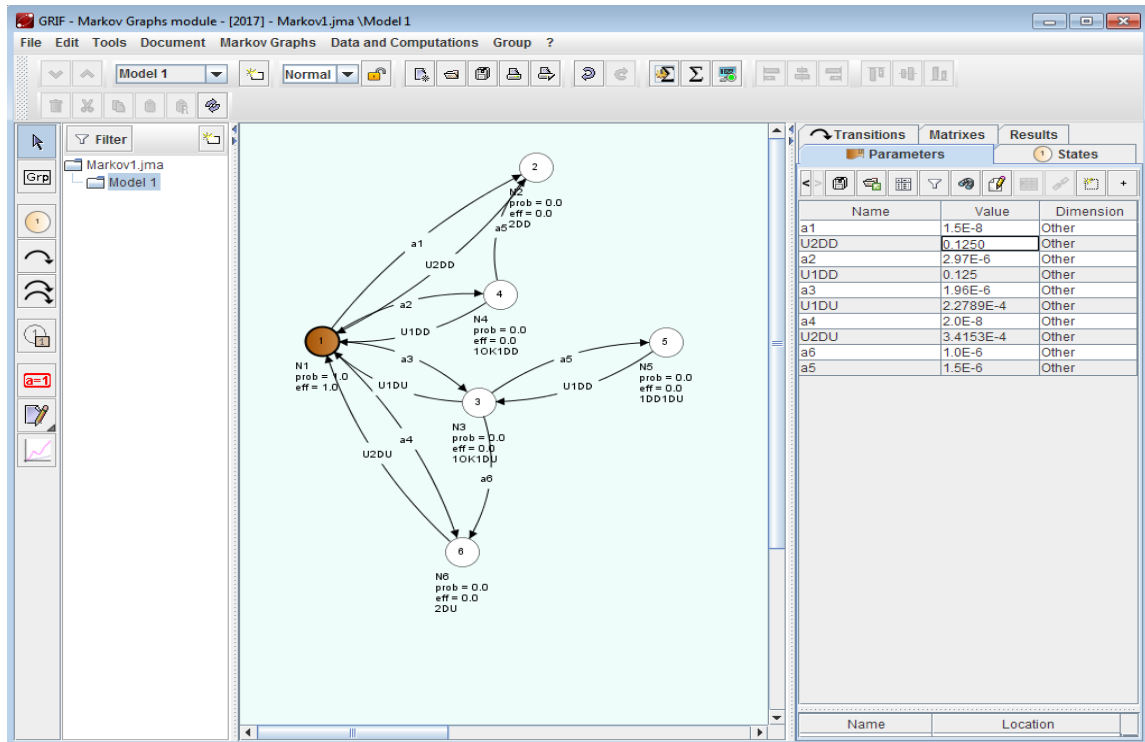 GRIF - Markov Graphs module - [2017] - Markov1.jma \Model 1
File Edit Tools Document Markov Graphs Data and Computations Group ?
Model 1
Normal
Filter
Markov1.jma
Model 1
Grp
1
1
1
a=1
2
N2
prob = 0.0
eff = 0.0
2DD
a1
a5
U2DD
4
a2
N4
prob = 0.0
eff = 0.0
1OK1DD
U1DD
1
N1
prob = 1.0
eff = 1.0
a3
U1DU
a5
5
N5
prob = 0.0
eff = 0.0
1DD1DU
U1DD
3
N3
prob = 0.0
eff = 0.0
1OK1DU
a4
U2DU
a6
6
N6
prob = 0.0
eff = 0.0
2DU
Transitions Matrixes Results
Parameters 1 States
Name Value Dimension
a1 1.5E-8 Other
U2DD 0.1250 Other
a2 2.97E-6 Other
U1DD 0.125 Other
a3 1.96E-6 Other
U1DU 2.2789E-4 Other
a4 2.0E-8 Other
U2DU 3.4153E-4 Other
a6 1.0E-6 Other
a5 1.5E-6 Other
Name Location